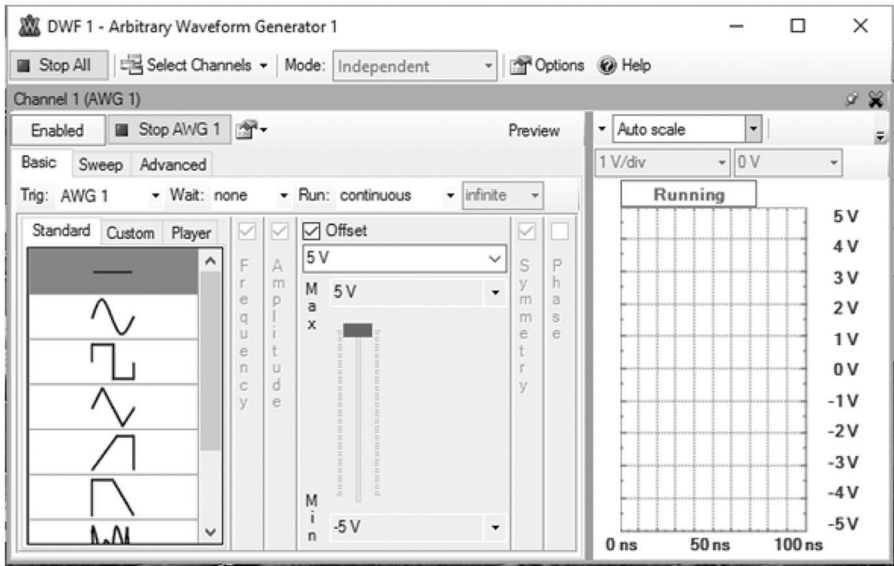 DWF 1 - Arbitrary Waveform Generator 1
Stop All Select Channels Mode: Independent Options Help
Channel 1 (AWG 1)
Enabled Stop AWG 1 Preview
Auto scale
Basic Sweep Advanced
1 V/div 0 V
Trig: AWG 1 Wait: none Run: continuous infinite
Running
Standard Custom Player
Frequency
Amplitude
Offset
5 V
Max 5 V
Min -5 V
Symmetry
Phase
5 V
4 V
3 V
2 V
1 V
0 V
-1 V
-2 V
-3 V
-4 V
-5 V
0 ns 50 ns 100 ns